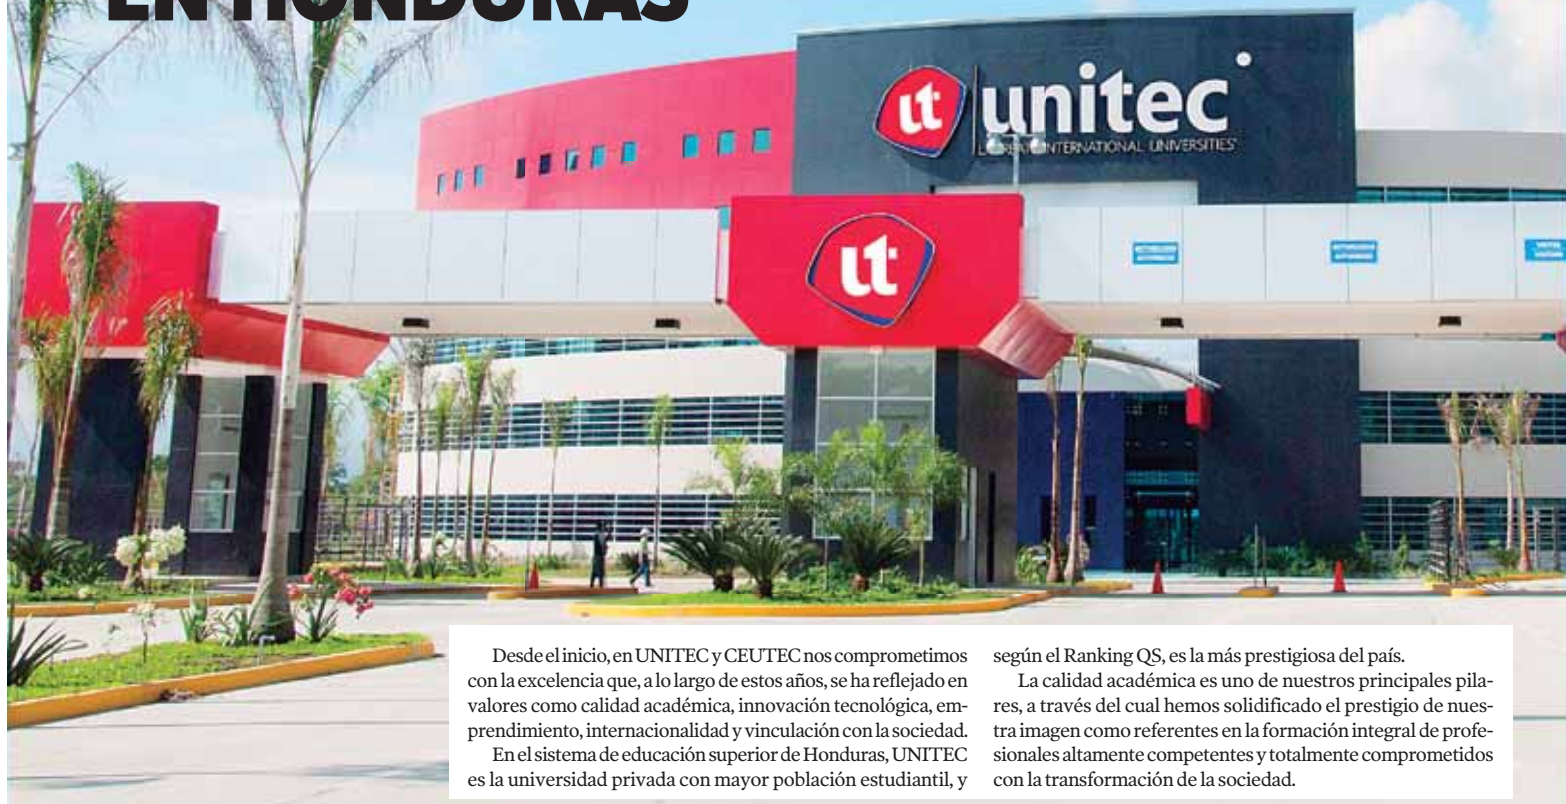 EN HONDURAS
ut unitec
LAUREATE INTERNATIONAL UNIVERSITIES
ut
Desde el inicio, en UNITEC y CEUTEC nos comprometimos
con la excelencia que, a lo largo de estos años, se ha reflejado en
valores como calidad académica, innovación tecnológica, em-
prendimiento, internacionalidad y vinculación con la sociedad.
En el sistema de educación superior de Honduras, UNITEC
es la universidad privada con mayor población estudiantil, y
según el Ranking QS, es la más prestigiosa del país.
La calidad académica es uno de nuestros principales pila-
res, a través del cual hemos solidificado el prestigio de nues-
tra imagen como referentes en la formación integral de profe-
sionales altamente competentes y totalmente comprometidos
con la transformación de la sociedad.